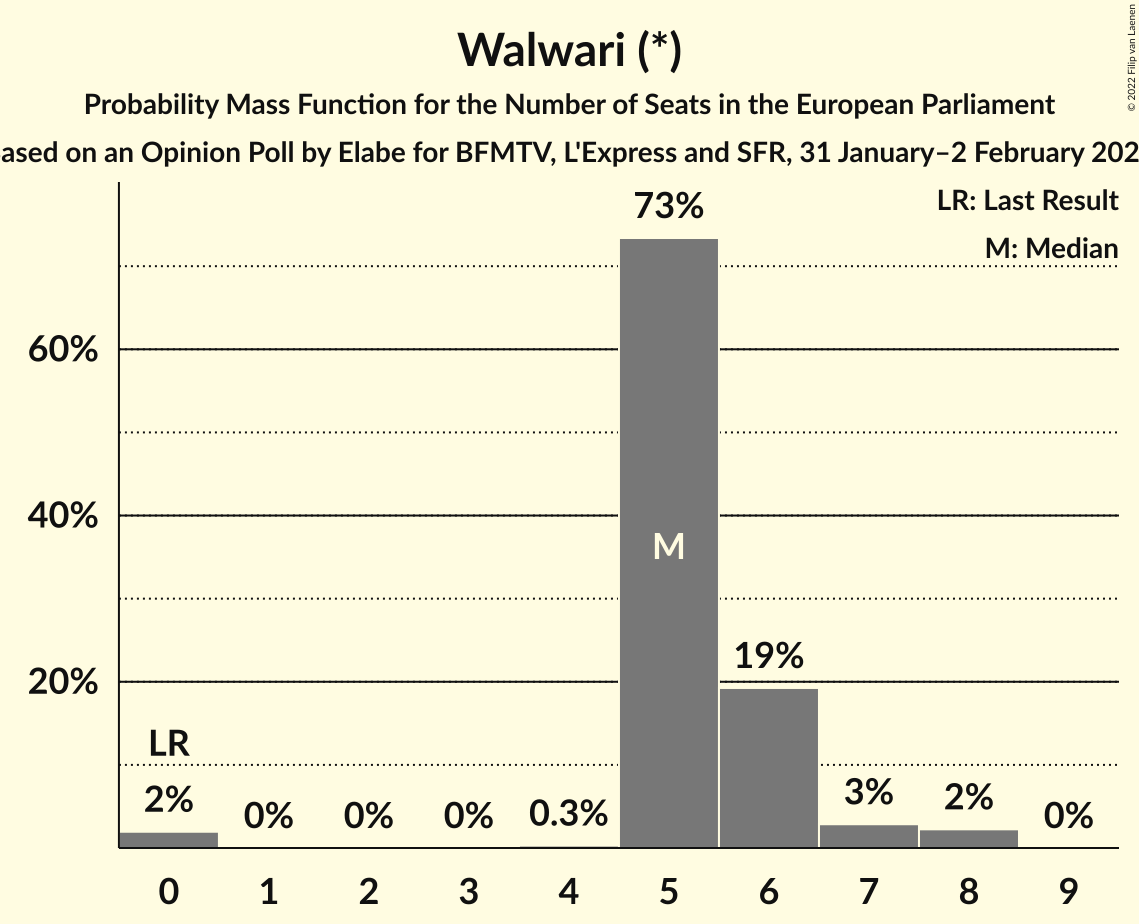 © 2022 Filip van Laenen
Walwari (*)
Probability Mass Function for the Number of Seats in the European Parliament
ased on an Opinion Poll by Elabe for BFMTV, L'Express and SFR, 31 January–2 February 202
LR: Last Result
M: Median
73%
60%
40%
M
19%
20%
LR
2% 0% 0% 0% 0.3% 3% 2% 0%
0 1 2 3 4 5 6 7 8 9